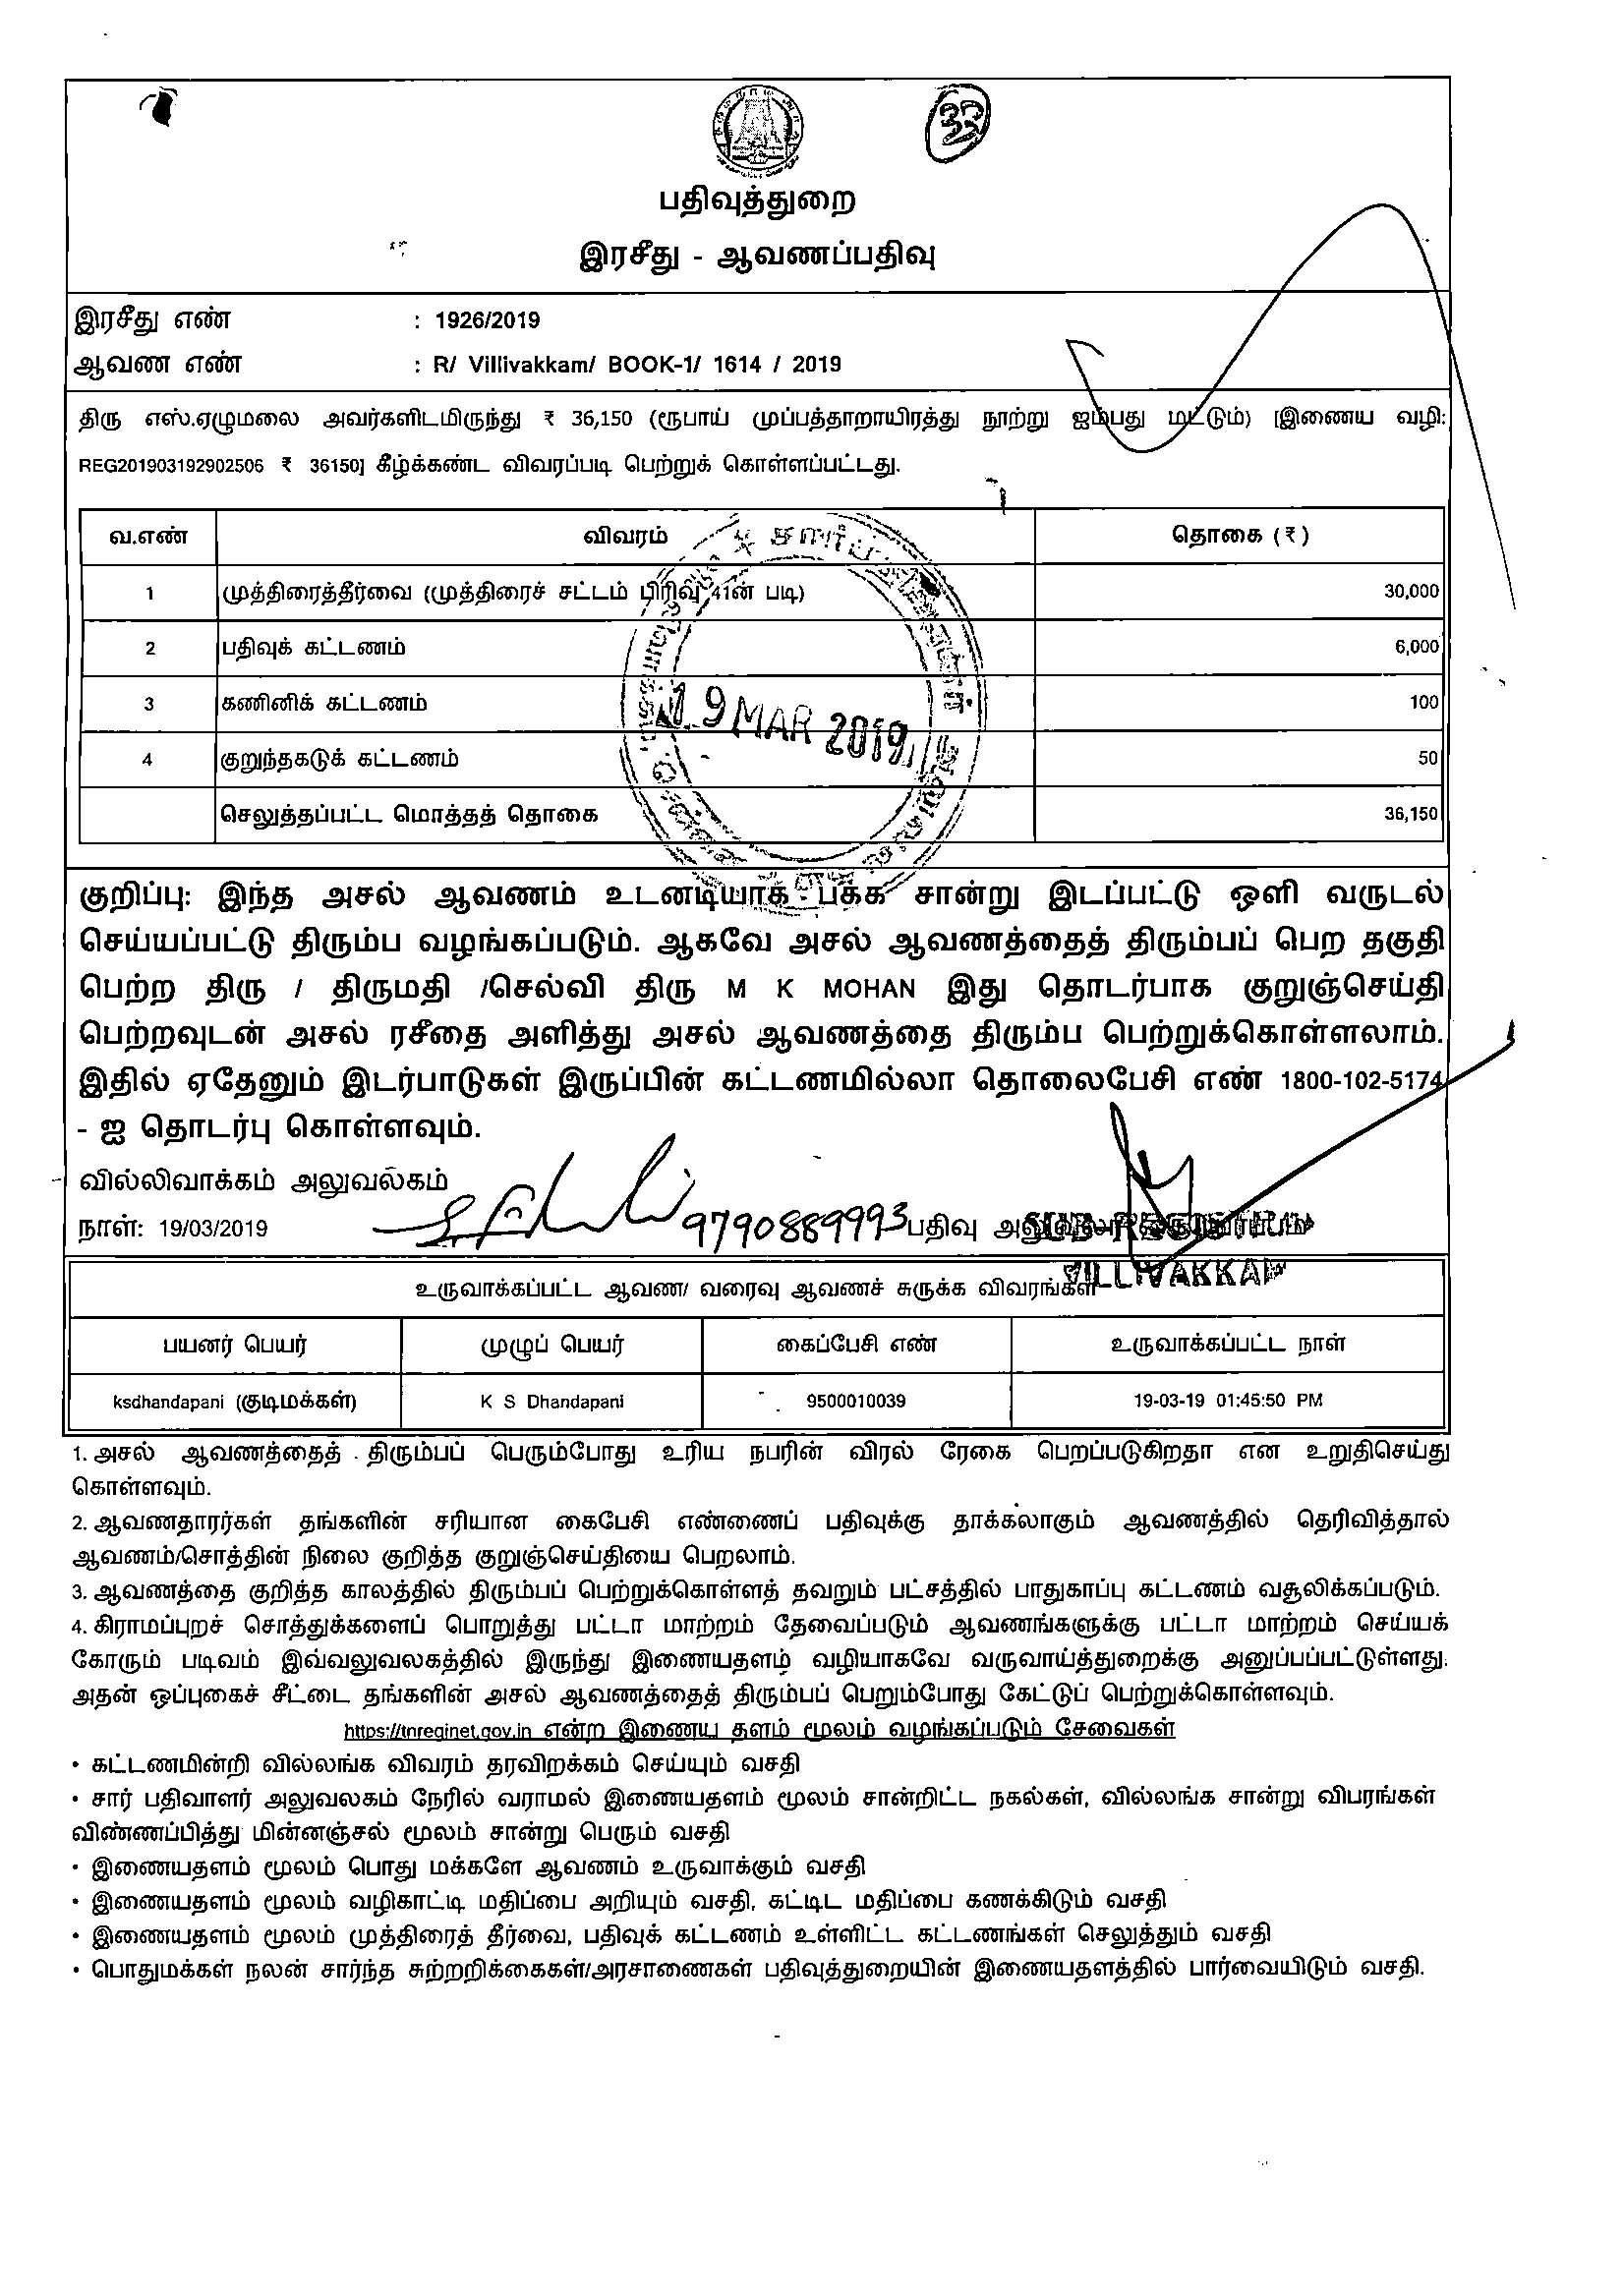 33
பதிவுத்துறை
இரசீது - ஆவணப்பதிவு
இரசீது எண் : 1926/2019
ஆவண எண் : R/ Villivakkam/ BOOK-1/ 1614 / 2019
திரு எஸ்.ஏழுமலை அவர்களிடமிருந்து ₹ 36,150 (ரூபாய் முப்பத்தாறாயிரத்து நூற்று ஐம்பது மட்டும்) [இணைய வழி:
REG201903192902506 ₹ 36150] கீழ்க்கண்ட விவரப்படி பெற்றுக் கொள்ளப்பட்டது.
வ.எண் விவரம் தொகை (₹)
1 முத்திரைத்தீர்வை (முத்திரைச் சட்டம் பிரிவு 41ன் படி) 30,000
2 பதிவுக் கட்டணம் 6,000
3 கணினிக் கட்டணம் 100
19 MAR 2019
4 குறுந்தகடுக் கட்டணம் 50
செலுத்தப்பட்ட மொத்தத் தொகை 36,150
குறிப்பு: இந்த அசல் ஆவணம் உடனடியாக பக்க சான்று இடப்பட்டு ஒளி வருடல்
செய்யப்பட்டு திரும்ப வழங்கப்படும். ஆகவே அசல் ஆவணத்தைத் திரும்பப் பெற தகுதி
பெற்ற திரு / திருமதி /செல்வி திரு M K MOHAN இது தொடர்பாக குறுஞ்செய்தி
பெற்றவுடன் அசல் ரசீதை அளித்து அசல் ஆவணத்தை திரும்ப பெற்றுக்கொள்ளலாம்.
இதில் ஏதேனும் இடர்பாடுகள் இருப்பின் கட்டணமில்லா தொலைபேசி எண் 1800-102-5174
- ஐ தொடர்பு கொள்ளவும்.
வில்லிவாக்கம் அலுவல்கம்
நாள்: 19/03/2019 9790889993 பதிவு அலுவலர் கையொப்பம்
SUB-REGISTRAR
VILLIVAKKAM
உருவாக்கப்பட்ட ஆவண/ வரைவு ஆவணச் சுருக்க விவரங்கள்
பயனர் பெயர் முழுப் பெயர் கைப்பேசி எண் உருவாக்கப்பட்ட நாள்
ksdhandapani (குடிமக்கள்) K S Dhandapani 9500010039 19-03-19 01:45:50 PM
1. அசல் ஆவணத்தைத் திரும்பப் பெரும்போது உரிய நபரின் விரல் ரேகை பெறப்படுகிறதா என உறுதிசெய்து
கொள்ளவும்.
2. ஆவணதாரர்கள் தங்களின் சரியான கைபேசி எண்ணைப் பதிவுக்கு தாக்கலாகும் ஆவணத்தில் தெரிவித்தால்
ஆவணம்/சொத்தின் நிலை குறித்த குறுஞ்செய்தியை பெறலாம்.
3. ஆவணத்தை குறித்த காலத்தில் திரும்பப் பெற்றுக்கொள்ளத் தவறும் பட்சத்தில் பாதுகாப்பு கட்டணம் வசூலிக்கப்படும்.
4. கிராமப்புறச் சொத்துக்களைப் பொறுத்து பட்டா மாற்றம் தேவைப்படும் ஆவணங்களுக்கு பட்டா மாற்றம் செய்யக்
கோரும் படிவம் இவ்வலுவலகத்தில் இருந்து இணையதளம் வழியாகவே வருவாய்த்துறைக்கு அனுப்பப்பட்டுள்ளது.
அதன் ஒப்புகைச் சீட்டை தங்களின் அசல் ஆவணத்தைத் திரும்பப் பெறும்போது கேட்டுப் பெற்றுக்கொள்ளவும்.
https://tnreginet.gov.in என்ற இணைய தளம் மூலம் வழங்கப்படும் சேவைகள்
• கட்டணமின்றி வில்லங்க விவரம் தரவிறக்கம் செய்யும் வசதி
• சார் பதிவாளர் அலுவலகம் நேரில் வராமல் இணையதளம் மூலம் சான்றிட்ட நகல்கள், வில்லங்க சான்று விபரங்கள்
விண்ணப்பித்து மின்னஞ்சல் மூலம் சான்று பெரும் வசதி
• இணையதளம் மூலம் பொது மக்களே ஆவணம் உருவாக்கும் வசதி
• இணையதளம் மூலம் வழிகாட்டி மதிப்பை அறியும் வசதி, கட்டிட மதிப்பை கணக்கிடும் வசதி
• இணையதளம் மூலம் முத்திரைத் தீர்வை, பதிவுக் கட்டணம் உள்ளிட்ட கட்டணங்கள் செலுத்தும் வசதி
• பொதுமக்கள் நலன் சார்ந்த சுற்றறிக்கைகள்/அரசாணைகள் பதிவுத்துறையின் இணையதளத்தில் பார்வையிடும் வசதி.